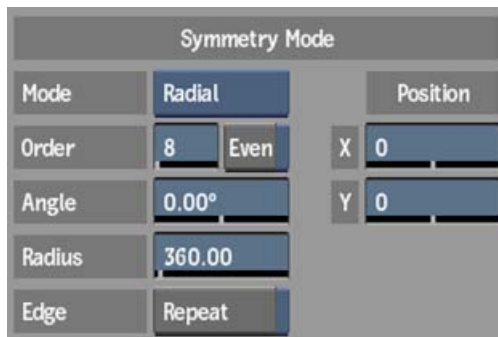 Symmetry Mode
Mode Radial Position
Order 8 Even X 0
Angle 0.00° Y 0
Radius 360.00
Edge Repeat